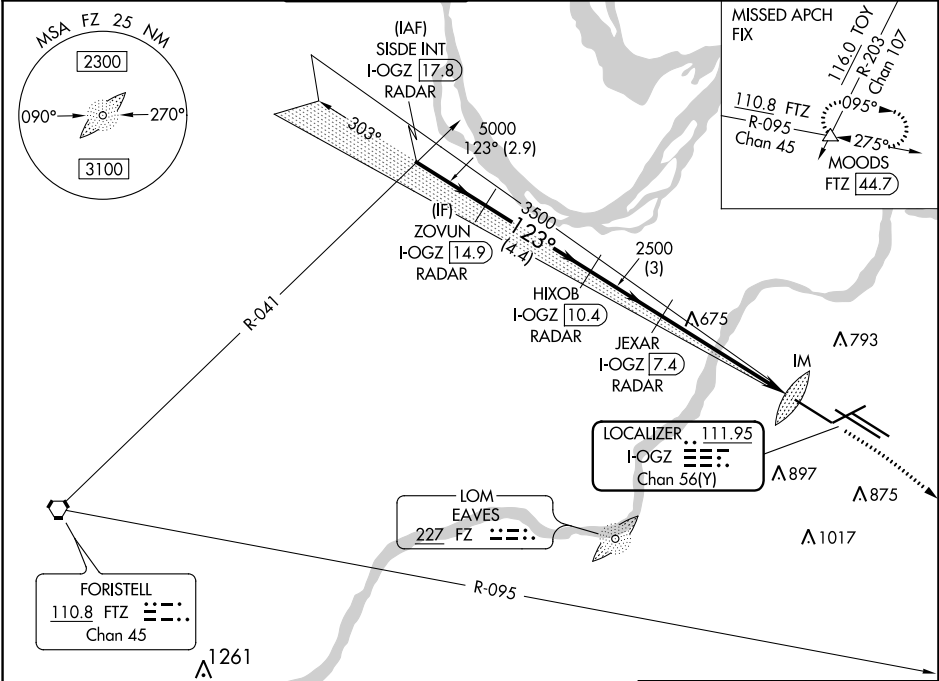 MSA FZ 25 NM
2300
090°
270°
3100
(IAF)
SISDE INT
I-OGZ 17.8
RADAR
303°
5000
123° (2.9)
(IF)
ZOVUN
I-OGZ 14.9
RADAR
3500
123°
(4.4)
2500
(3)
HIXOB
I-OGZ 10.4
RADAR
JEXAR
I-OGZ 7.4
RADAR
675
793
IM
LOCALIZER 111.95
I-OGZ
Chan 56(Y)
897
875
1017
R-041
LOM
EAVES
227 FZ
R-095
FORISTELL
110.8 FTZ
Chan 45
1261
MISSED APCH
FIX
116.0 TOY
R-203
Chan 107
110.8 FTZ
R-095
Chan 45
095°
275°
MOODS
FTZ 44.7